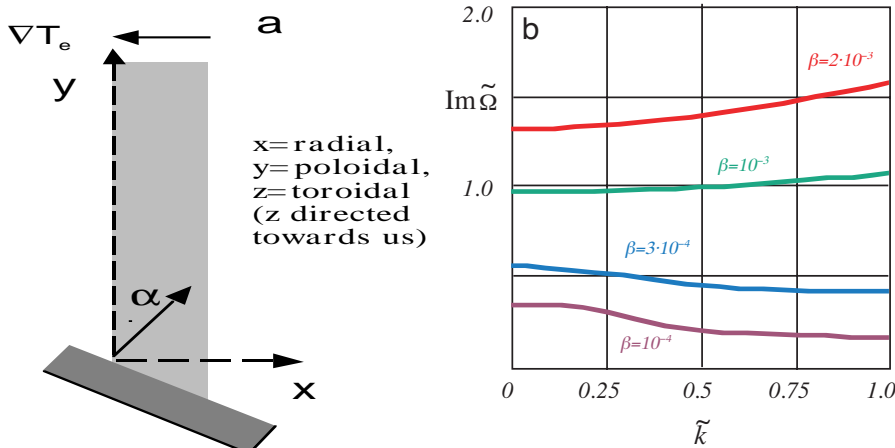 a
∇T_e
y
x= radial,
y= poloidal,
z= toroidal
(z directed
towards us)
α
x
b
2.0
Im Ω̃
1.0
β=2·10⁻³
β=10⁻³
β=3·10⁻⁴
β=10⁻⁴
0 0.25 0.5 0.75 1.0
k̃